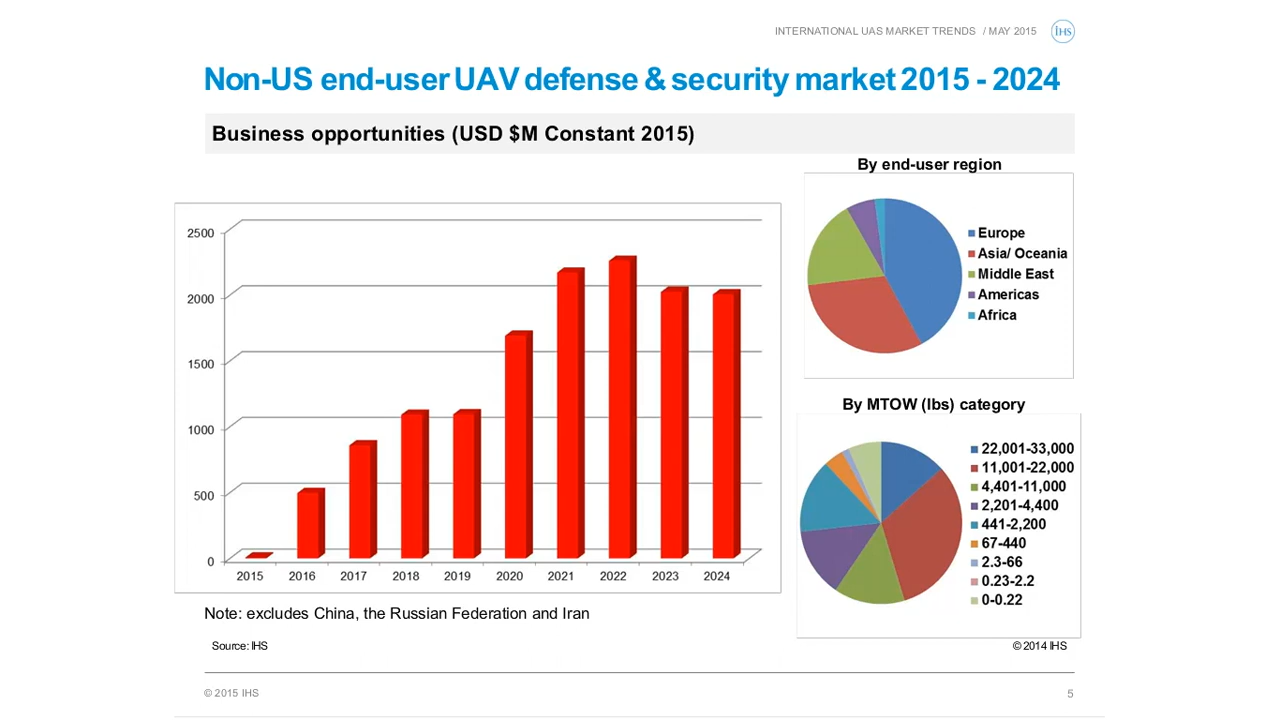 INTERNATIONAL UAS MARKET TRENDS / MAY 2015
IHS
Non-US end-user UAV defense & security market 2015 - 2024
Business opportunities (USD $M Constant 2015)
2500
2000
1500
1000
500
0
2015 2016 2017 2018 2019 2020 2021 2022 2023 2024
By end-user region
Europe
Asia/ Oceania
Middle East
Americas
Africa
By MTOW (lbs) category
22,001-33,000
11,001-22,000
4,401-11,000
2,201-4,400
441-2,200
67-440
2.3-66
0.23-2.2
0-0.22
Note: excludes China, the Russian Federation and Iran
Source: IHS
© 2014 IHS
© 2015 IHS
5